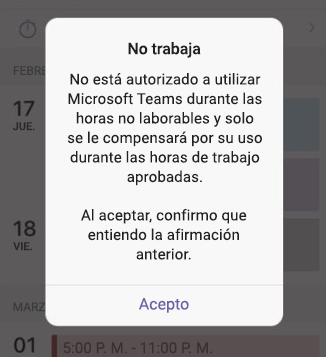 No trabaja
FEBRE
No está autorizado a utilizar
Microsoft Teams durante las
horas no laborables y solo
se le compensará por su uso
durante las horas de trabajo
aprobadas.
17
JUE.
Al aceptar, confirmo que
entiendo la afirmación
anterior.
18
VIE.
Acepto
MARZ
01
5:00 P. M. - 11:00 P. M.